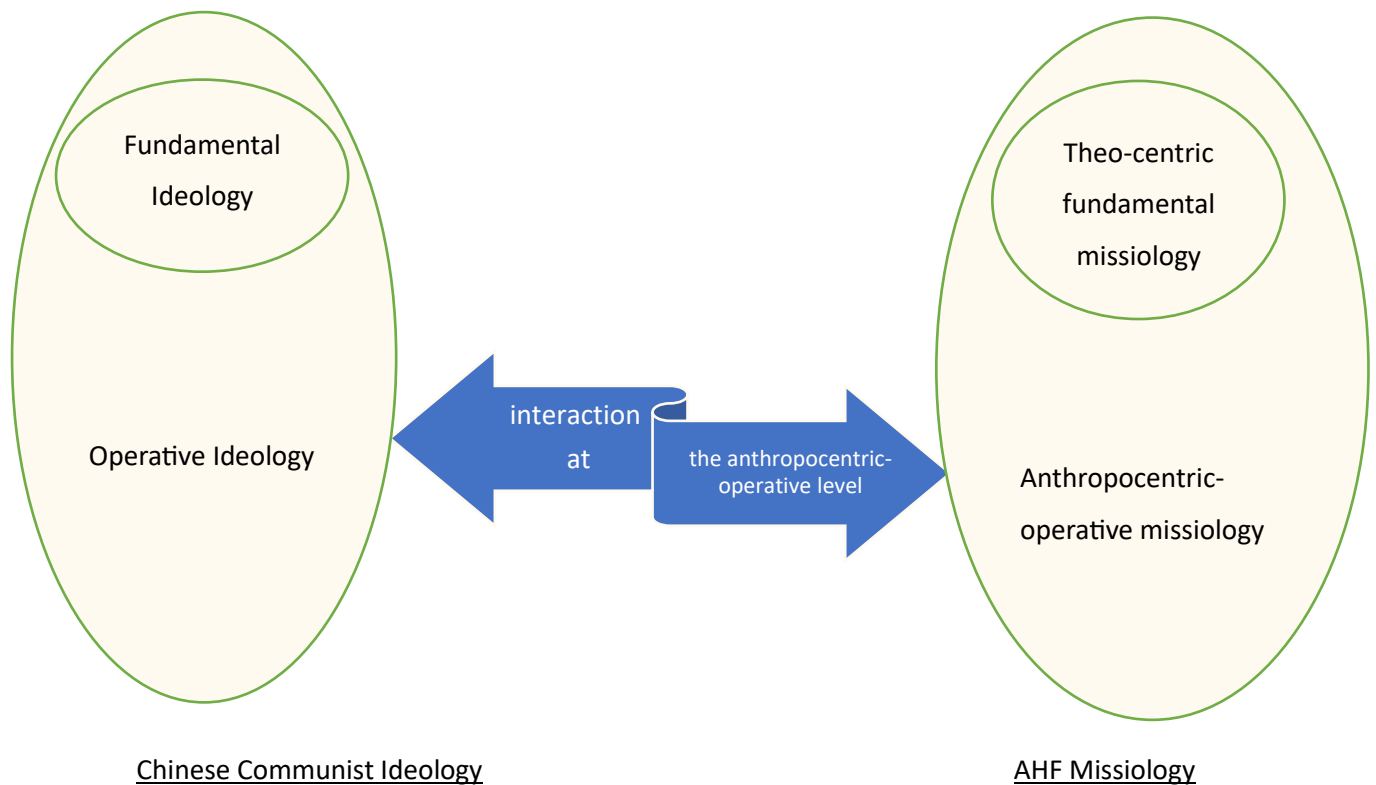 Fundamental
Ideology
Operative Ideology
interaction
at
the anthropocentric-
operative level
Theo-centric
fundamental
missiology
Anthropocentric-
operative missiology
Chinese Communist Ideology
AHF Missiology